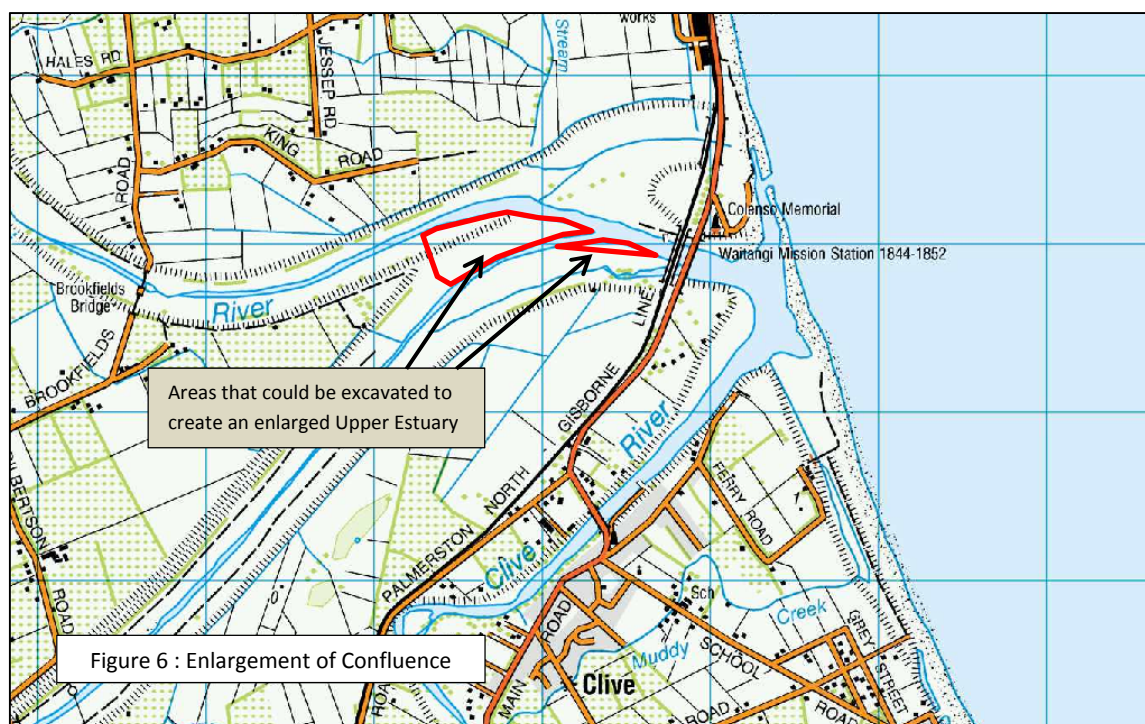 works
HALES RD
JESSEP RD
Stream
KING ROAD
ROAD
Colenso Memorial
Waitangi Mission Station 1844-1852
Brookfields
Bridge
River
LINE
BROOKFIELDS
Areas that could be excavated to
create an enlarged Upper Estuary
GISBORNE
River
NORTH
PALMERSTON
FERRY
ROAD
Clive
Sch
Creek
ROAD
ROAD
MAIN
Muddy
SCHOOL
GREY
STREET
Figure 6 : Enlargement of Confluence
Clive
ROAD
ROAD